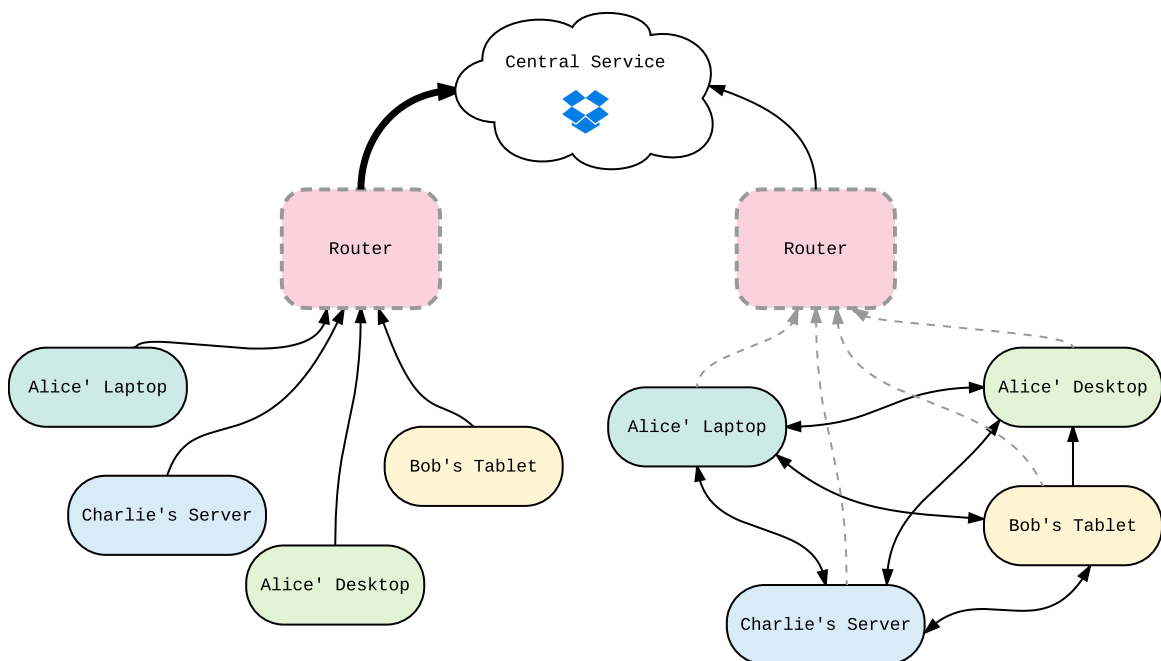 Central Service
Router
Router
Alice' Laptop
Alice' Desktop
Alice' Laptop
Bob's Tablet
Charlie's Server
Bob's Tablet
Alice' Desktop
Charlie's Server